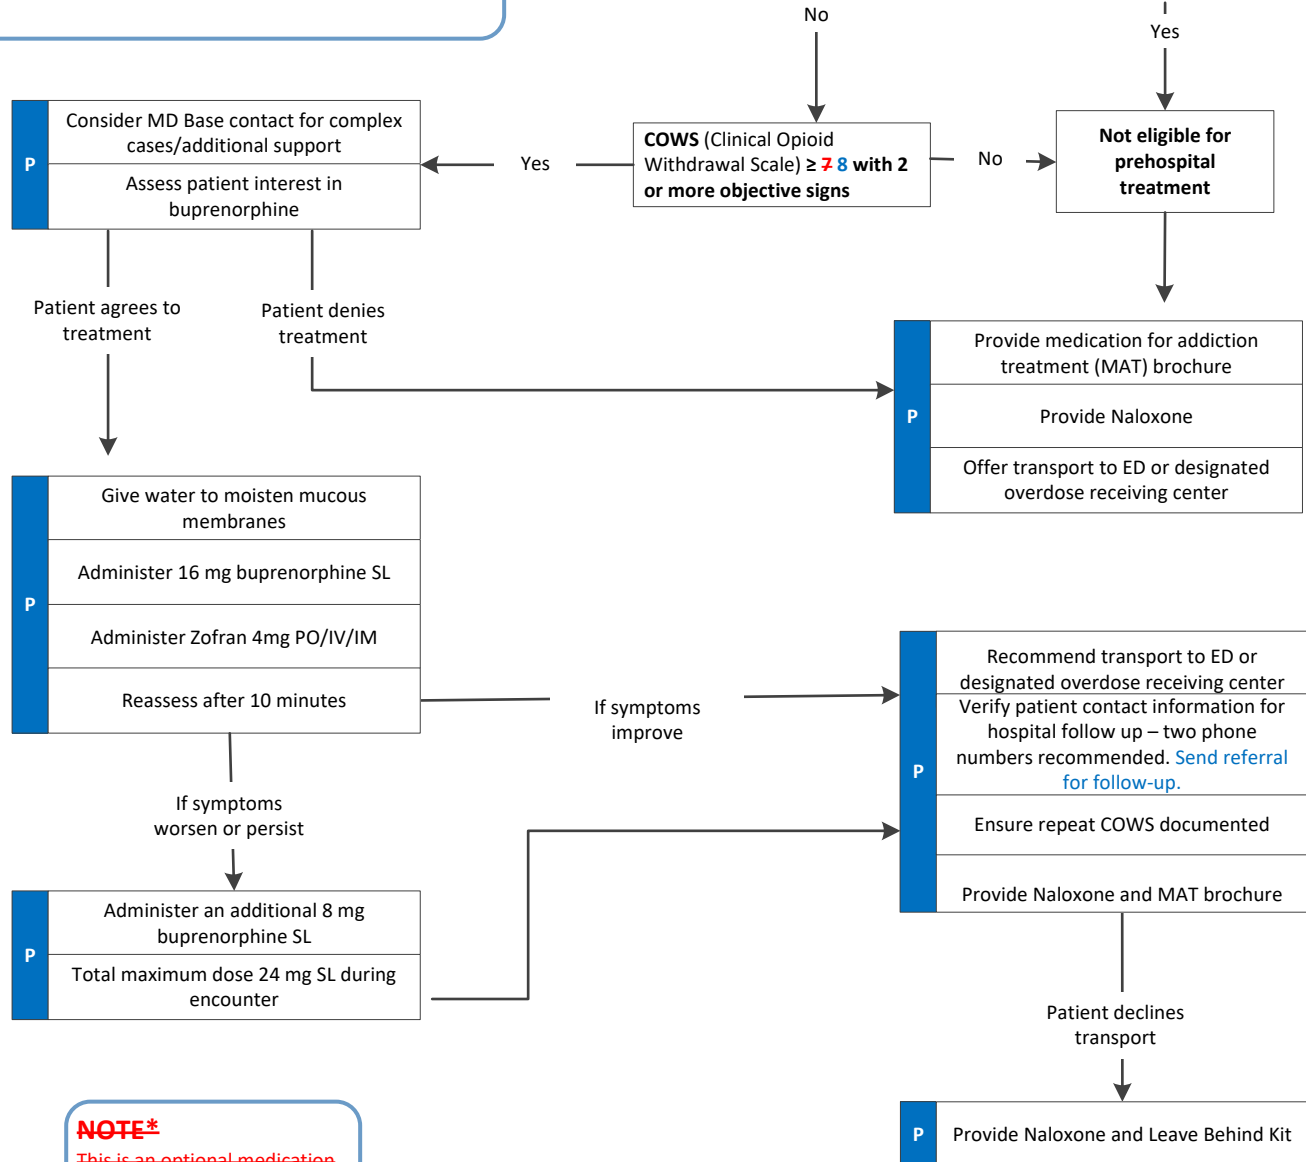 No
Yes
P
Consider MD Base contact for complex
cases/additional support
Assess patient interest in
buprenorphine
Yes
COWS (Clinical Opioid
Withdrawal Scale) ≥ 7 8 with 2
or more objective signs
No
Not eligible for
prehospital
treatment
Patient agrees to
treatment
Patient denies
treatment
P
Provide medication for addiction
treatment (MAT) brochure
Provide Naloxone
Offer transport to ED or designated
overdose receiving center
P
Give water to moisten mucous
membranes
Administer 16 mg buprenorphine SL
Administer Zofran 4mg PO/IV/IM
Reassess after 10 minutes
If symptoms
improve
P
Recommend transport to ED or
designated overdose receiving center
Verify patient contact information for
hospital follow up – two phone
numbers recommended. Send referral
for follow-up.
Ensure repeat COWS documented
Provide Naloxone and MAT brochure
If symptoms
worsen or persist
P
Administer an additional 8 mg
buprenorphine SL
Total maximum dose 24 mg SL during
encounter
Patient declines
transport
P
Provide Naloxone and Leave Behind Kit
NOTE*
This is an optional medication